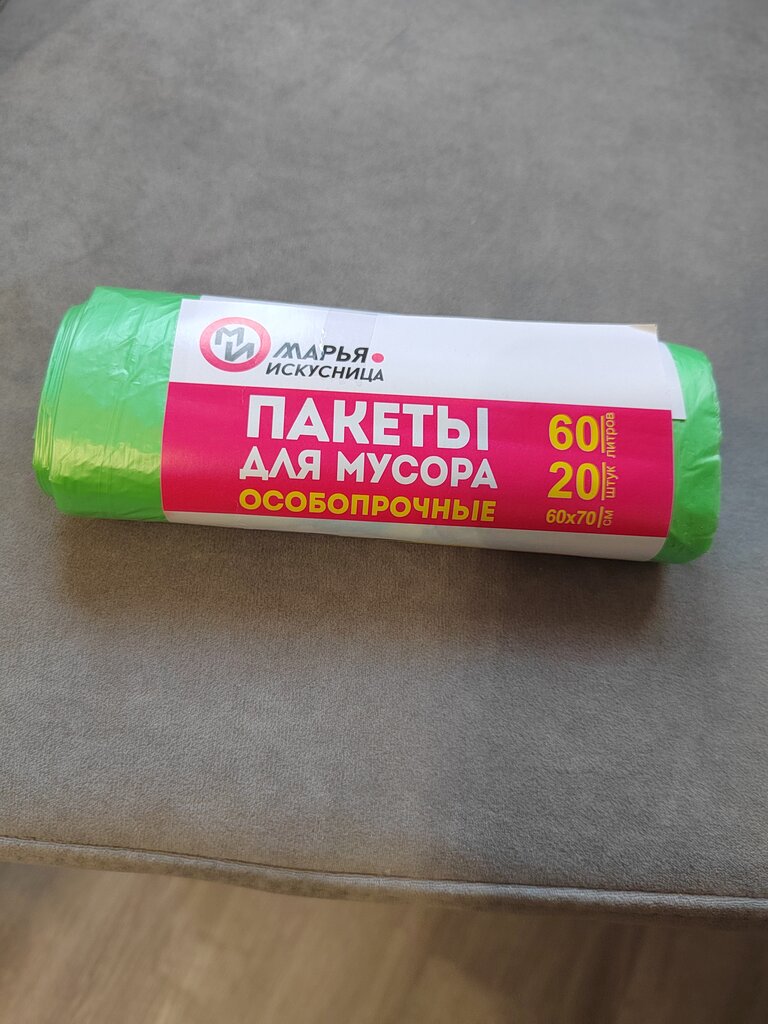 МИ
МАРЬЯ
ИСКУСНИЦА
ПАКЕТЫ
ДЛЯ МУСОРА
ОСОБОПРОЧНЫЕ
60 литров
20 штук
60х70 см